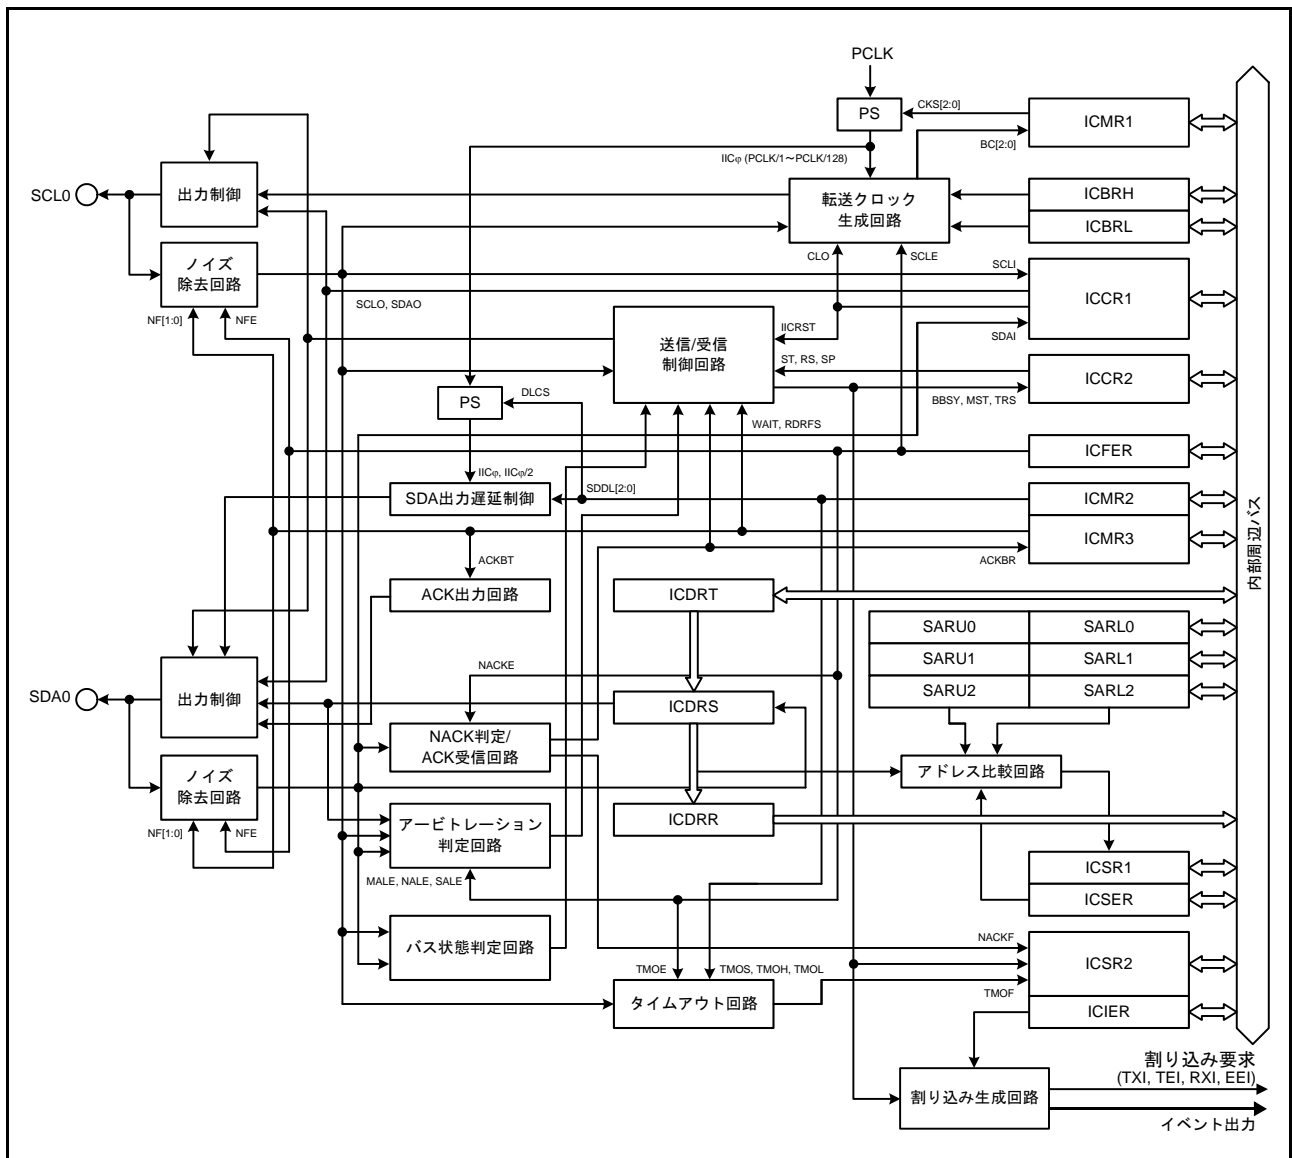 PCLK
PS
CKS[2:0]
ICMR1
BC[2:0]
IICφ (PCLK/1～PCLK/128)
SCL0
出力制御
転送クロック
生成回路
ICBRH
ICBRL
ノイズ
除去回路
CLO
SCLE
SCLI
ICCR1
SCLO, SDAO
NF[1:0]
NFE
IICRST
SDAI
送信/受信
制御回路
ST, RS, SP
ICCR2
BBSY, MST, TRS
PS
DLCS
WAIT, RDRFS
ICFER
IICφ, IICφ/2
SDDL[2:0]
SDA出力遅延制御
ICMR2
ICMR3
ACKBT
ACKBR
内部周辺バス
ACK出力回路
ICDRT
SARU0
SARL0
SARU1
SARL1
SARU2
SARL2
NACKE
SDA0
出力制御
ICDRS
NACK判定/
ACK受信回路
アドレス比較回路
ノイズ
除去回路
NF[1:0]
NFE
アービトレーション
判定回路
ICDRR
MALE, NALE, SALE
ICSR1
ICSER
バス状態判定回路
NACKF
ICSR2
TMOE
TMOS, TMOH, TMOL
TMOF
タイムアウト回路
ICIER
割り込み要求
(TXI, TEI, RXI, EEI)
割り込み生成回路
イベント出力